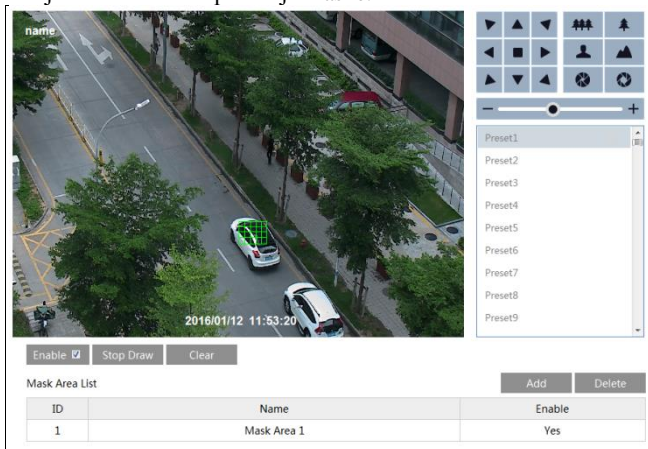 name
Preset1
Preset2
Preset3
Preset4
Preset5
Preset6
Preset7
Preset8
Preset9
2016/01/12 11:53:20
Enable Stop Draw Clear
Mask Area List Add Delete
ID Name Enable
1 Mask Area 1 Yes